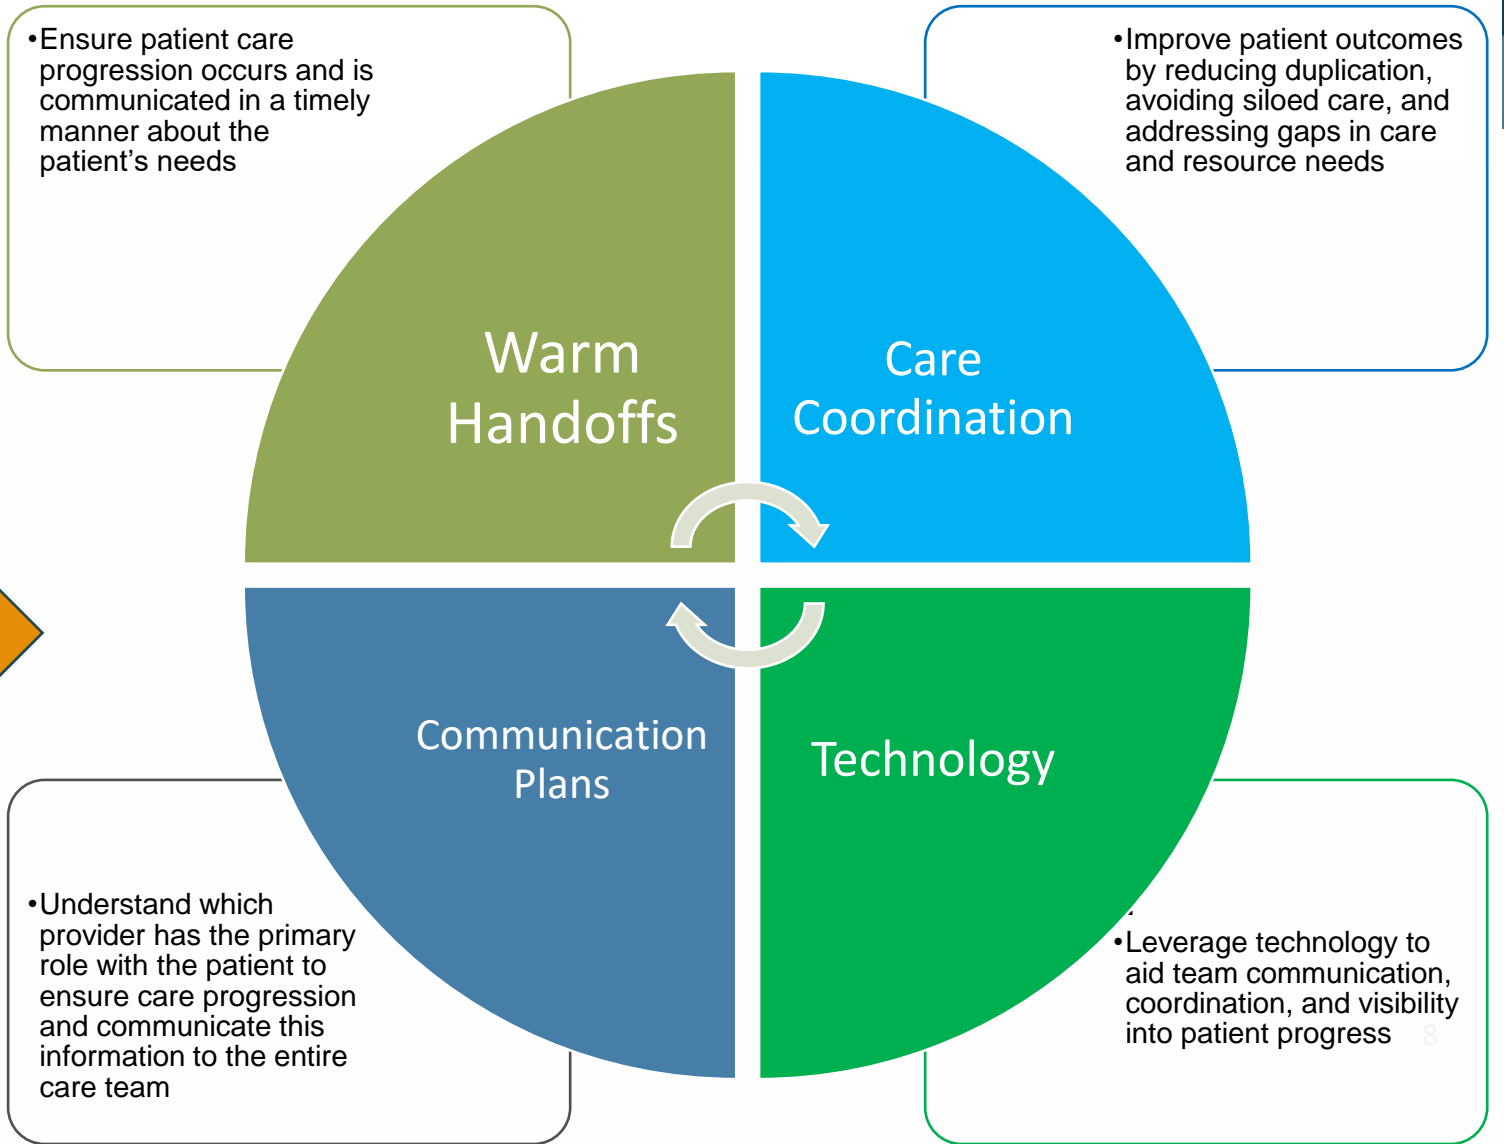 •Ensure patient care
progression occurs and is
communicated in a timely
manner about the
patient’s needs
•Improve patient outcomes
by reducing duplication,
avoiding siloed care, and
addressing gaps in care
and resource needs
Warm
Handoffs
Care
Coordination
Communication
Plans
Technology
•Understand which
provider has the primary
role with the patient to
ensure care progression
and communicate this
information to the entire
care team
•Leverage technology to
aid team communication,
coordination, and visibility
into patient progress
8